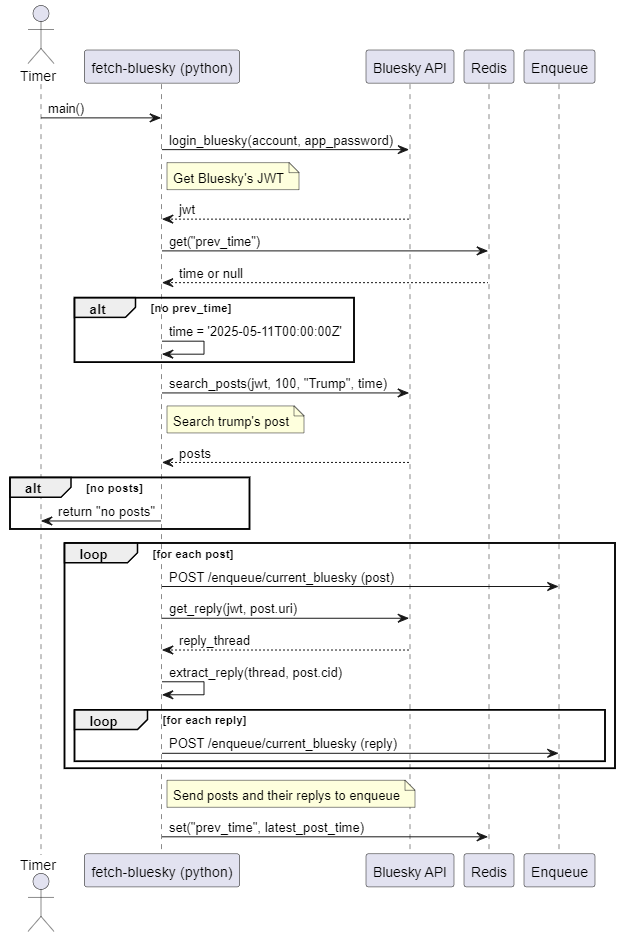 Timer
fetch-bluesky (python)
Bluesky API
Redis
Enqueue
main()
login_bluesky(account, app_password)
Get Bluesky's JWT
jwt
get("prev_time")
time or null
alt
[no prev_time]
time = '2025-05-11T00:00:00Z'
search_posts(jwt, 100, "Trump", time)
Search trump's post
posts
alt
[no posts]
return "no posts"
loop
[for each post]
POST /enqueue/current_bluesky (post)
get_reply(jwt, post.uri)
reply_thread
extract_reply(thread, post.cid)
loop
[for each reply]
POST /enqueue/current_bluesky (reply)
Send posts and their replys to enqueue
set("prev_time", latest_post_time)
Timer
fetch-bluesky (python)
Bluesky API
Redis
Enqueue